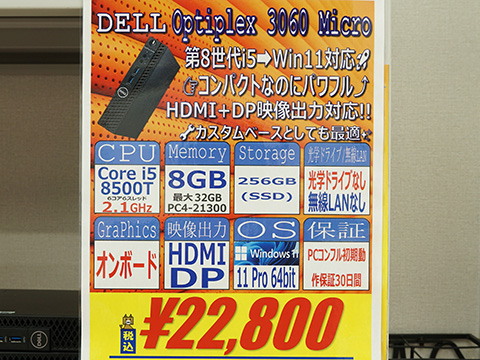 DELL Optiplex 3060 Micro
第8世代i5➡Win11対応
コンパクトなのにパワフル
HDMI+DP映像出力対応!!
カスタムベースとしても最適
CPU
Core i5
8500T
6コア6スレッド
2.1GHz
Memory
8GB
最大32GB
PC4-21300
Storage
256GB
(SSD)
光学ドライブ/無線LAN
光学ドライブなし
無線LANなし
GraPhics
オンボード
映像出力
HDMI
DP
OS
Windows 11
11 Pro 64bit
保証
PCコンフル初期動
作保証30日間
税込
¥22,800
DELL